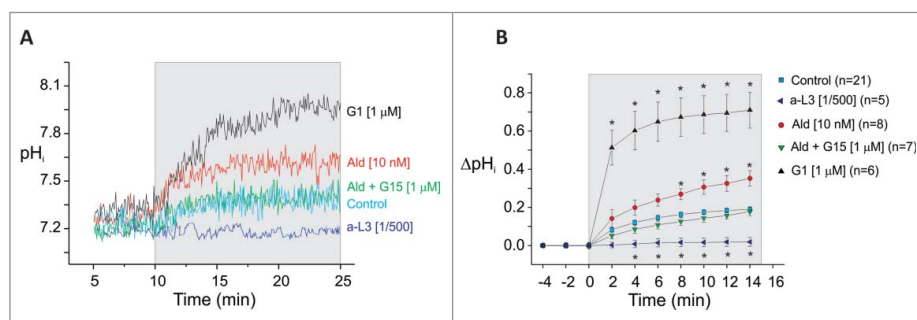 A
8.1
7.8
7.5
7.2
pHi
5
10
15
20
25
Time (min)
G1 [1 μM]
Ald [10 nM]
Ald + G15 [1 μM]
Control
a-L3 [1/500]
B
0.8
0.6
0.4
0.2
0.0
ΔpHi
-4
-2
0
2
4
6
8
10
12
14
16
Time (min)
* * * * * * *
* * * *
* * * * * *
Control (n=21)
a-L3 [1/500] (n=5)
Ald [10 nM] (n=8)
Ald + G15 [1 μM] (n=7)
G1 [1 μM] (n=6)